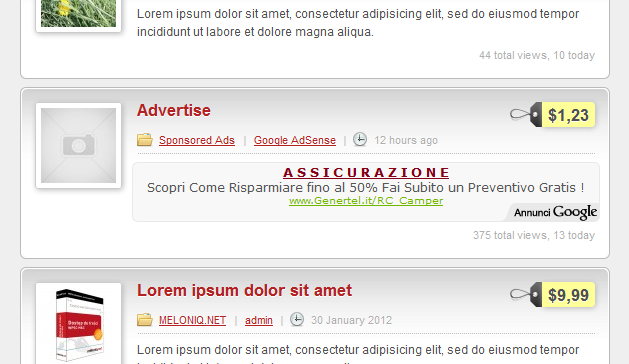 Lorem ipsum dolor sit amet, consectetur adipisicing elit, sed do eiusmod tempor
incididunt ut labore et dolore magna aliqua.
44 total views, 10 today
Advertise
$1,23
Sponsored Ads | Google AdSense | 12 hours ago
ASSICURAZIONE
Scopri Come Risparmiare fino al 50% Fai Subito un Preventivo Gratis !
www.Genertel.it/RC_Camper
Annunci Google
375 total views, 13 today
Lorem ipsum dolor sit amet
$9,99
MELONIQ.NET | admin | 30 January 2012
Lorem ipsum dolor sit amet, consectetur adipisicing elit, sed do eiusmod tempor